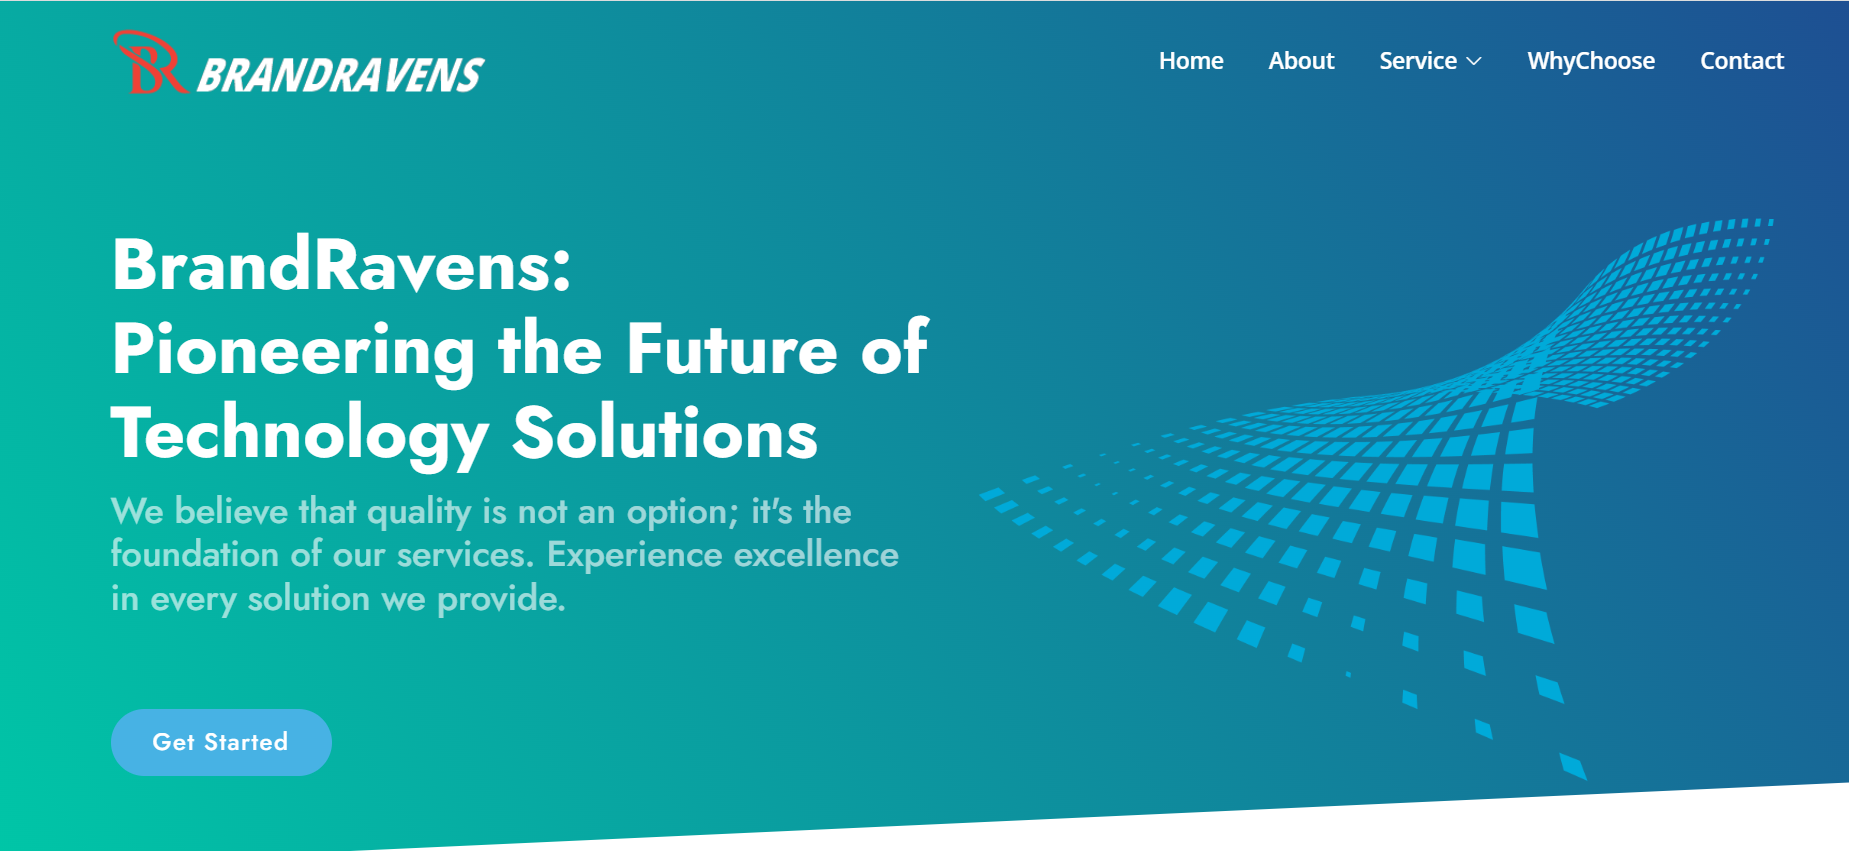 BRANDRAVENS
Home About Service WhyChoose Contact
BrandRavens:
Pioneering the Future of
Technology Solutions
We believe that quality is not an option; it's the
foundation of our services. Experience excellence
in every solution we provide.
Get Started